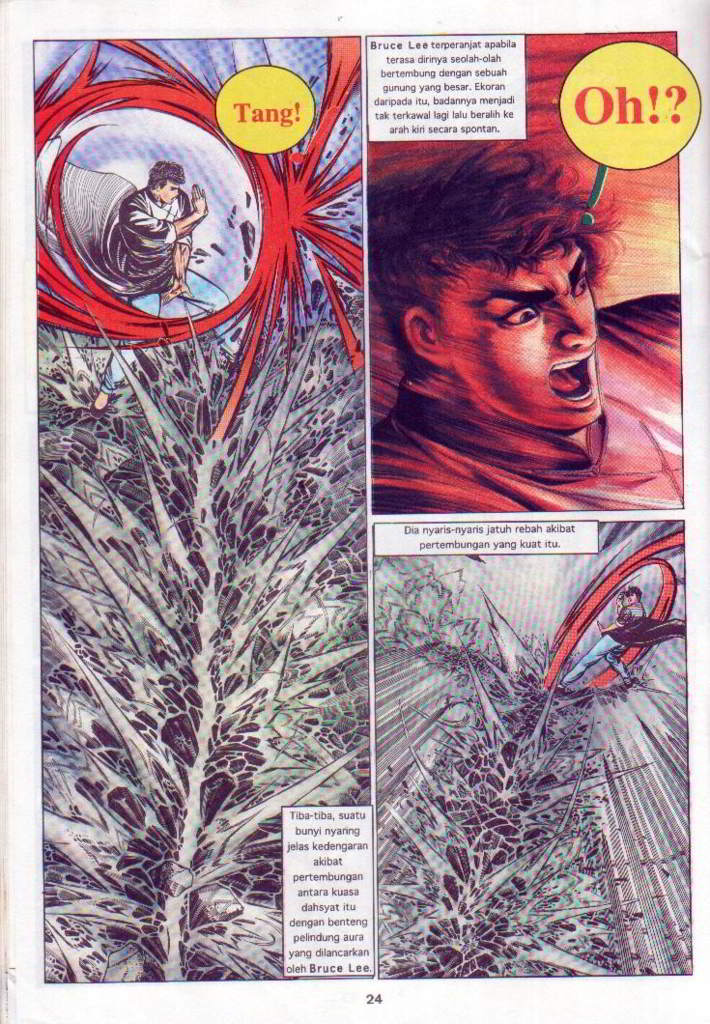 Tang!
Tiba-tiba, suatu
bunyi nyaring
jelas kedengaran
akibat
pertembungan
antara kuasa
dahsyat itu
dengan benteng
pelindung aura
yang dilancarkan
oleh Bruce Lee.
Bruce Lee terperanjat apabila
terasa dirinya seolah-olah
bertembung dengan sebuah
gunung yang besar. Ekoran
daripada itu, badannya menjadi
tak terkawal lagi lalu beralih ke
arah kiri secara spontan.
Oh!?
Dia nyaris-nyaris jatuh rebah akibat
pertembungan yang kuat itu.
24